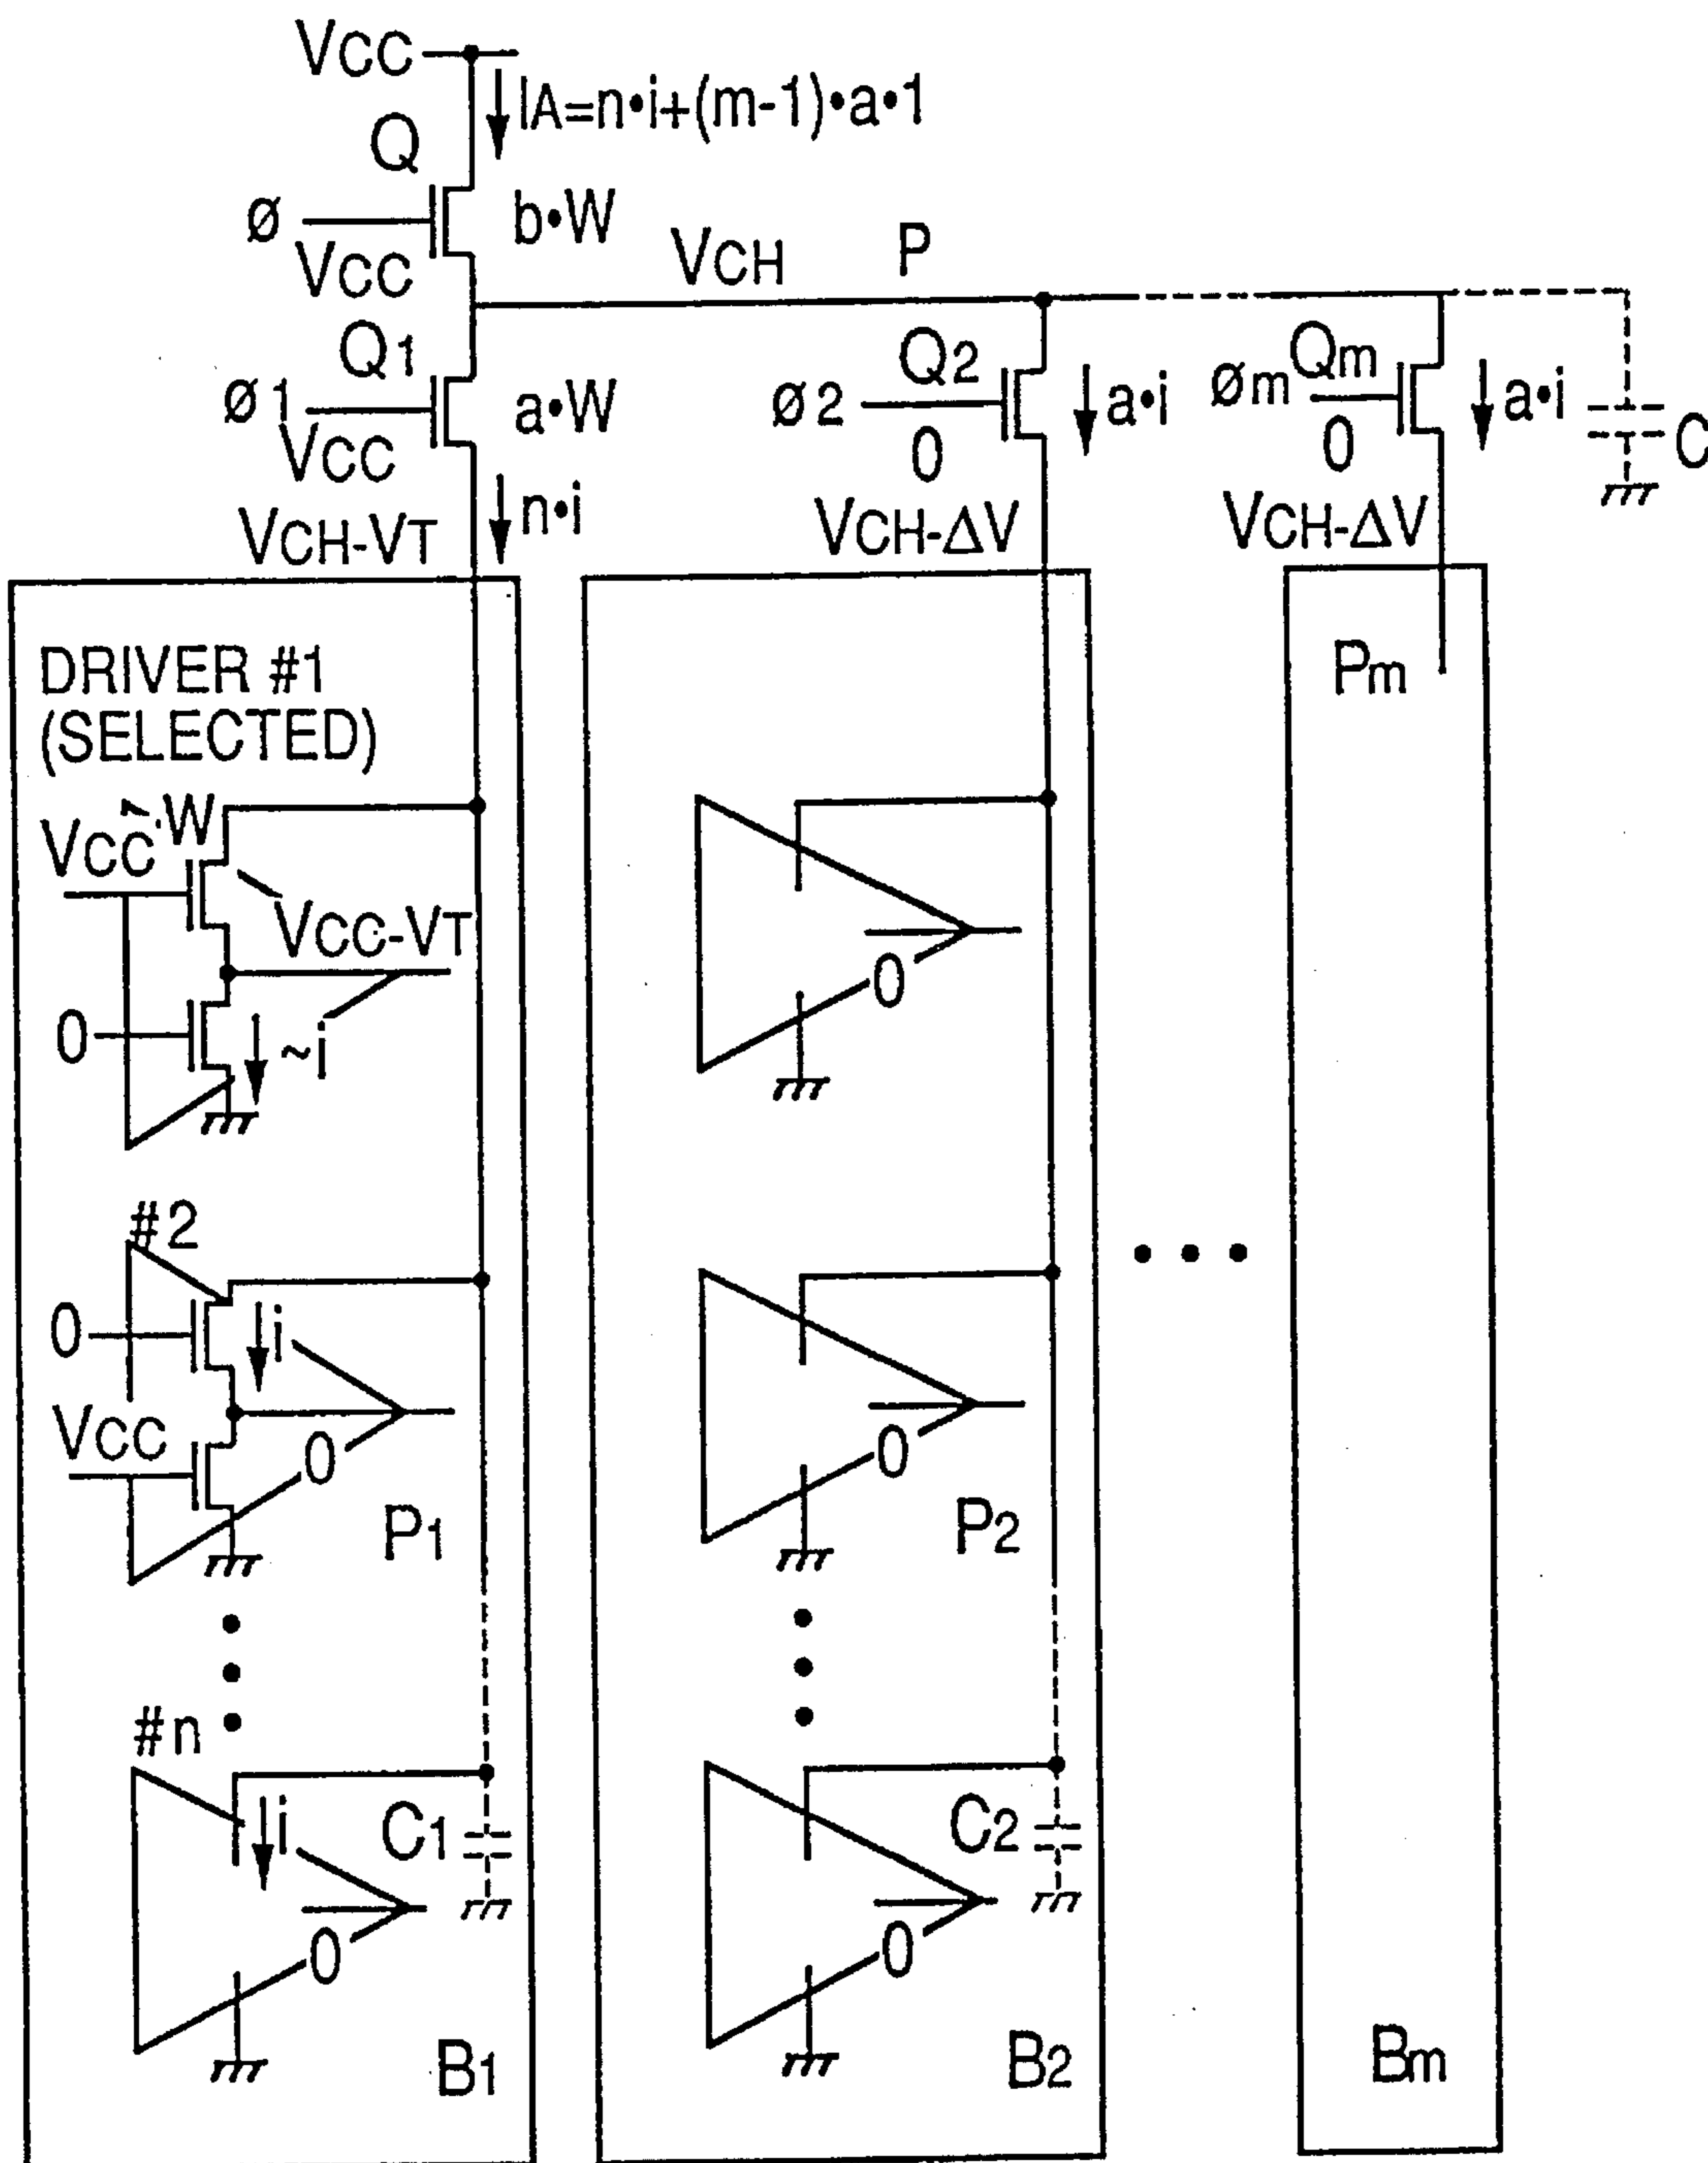 VCC
IA=n•i+(m-1)•a•1
Q
ø
b•W
VCC
VCH
P
Q1
ø1
a•W
VCC
Q2
ø2
0
a•i
Qm
øm
0
a•i
C
n•i
VCH-VT
VCH-ΔV
VCH-ΔV
DRIVER #1
(SELECTED)
W
VCC
VCC-VT
0
~i
0
#2
0
i
VCC
0
P1
0
P2
Pm
#n
i
C1
0
C2
0
B1
B2
Bm